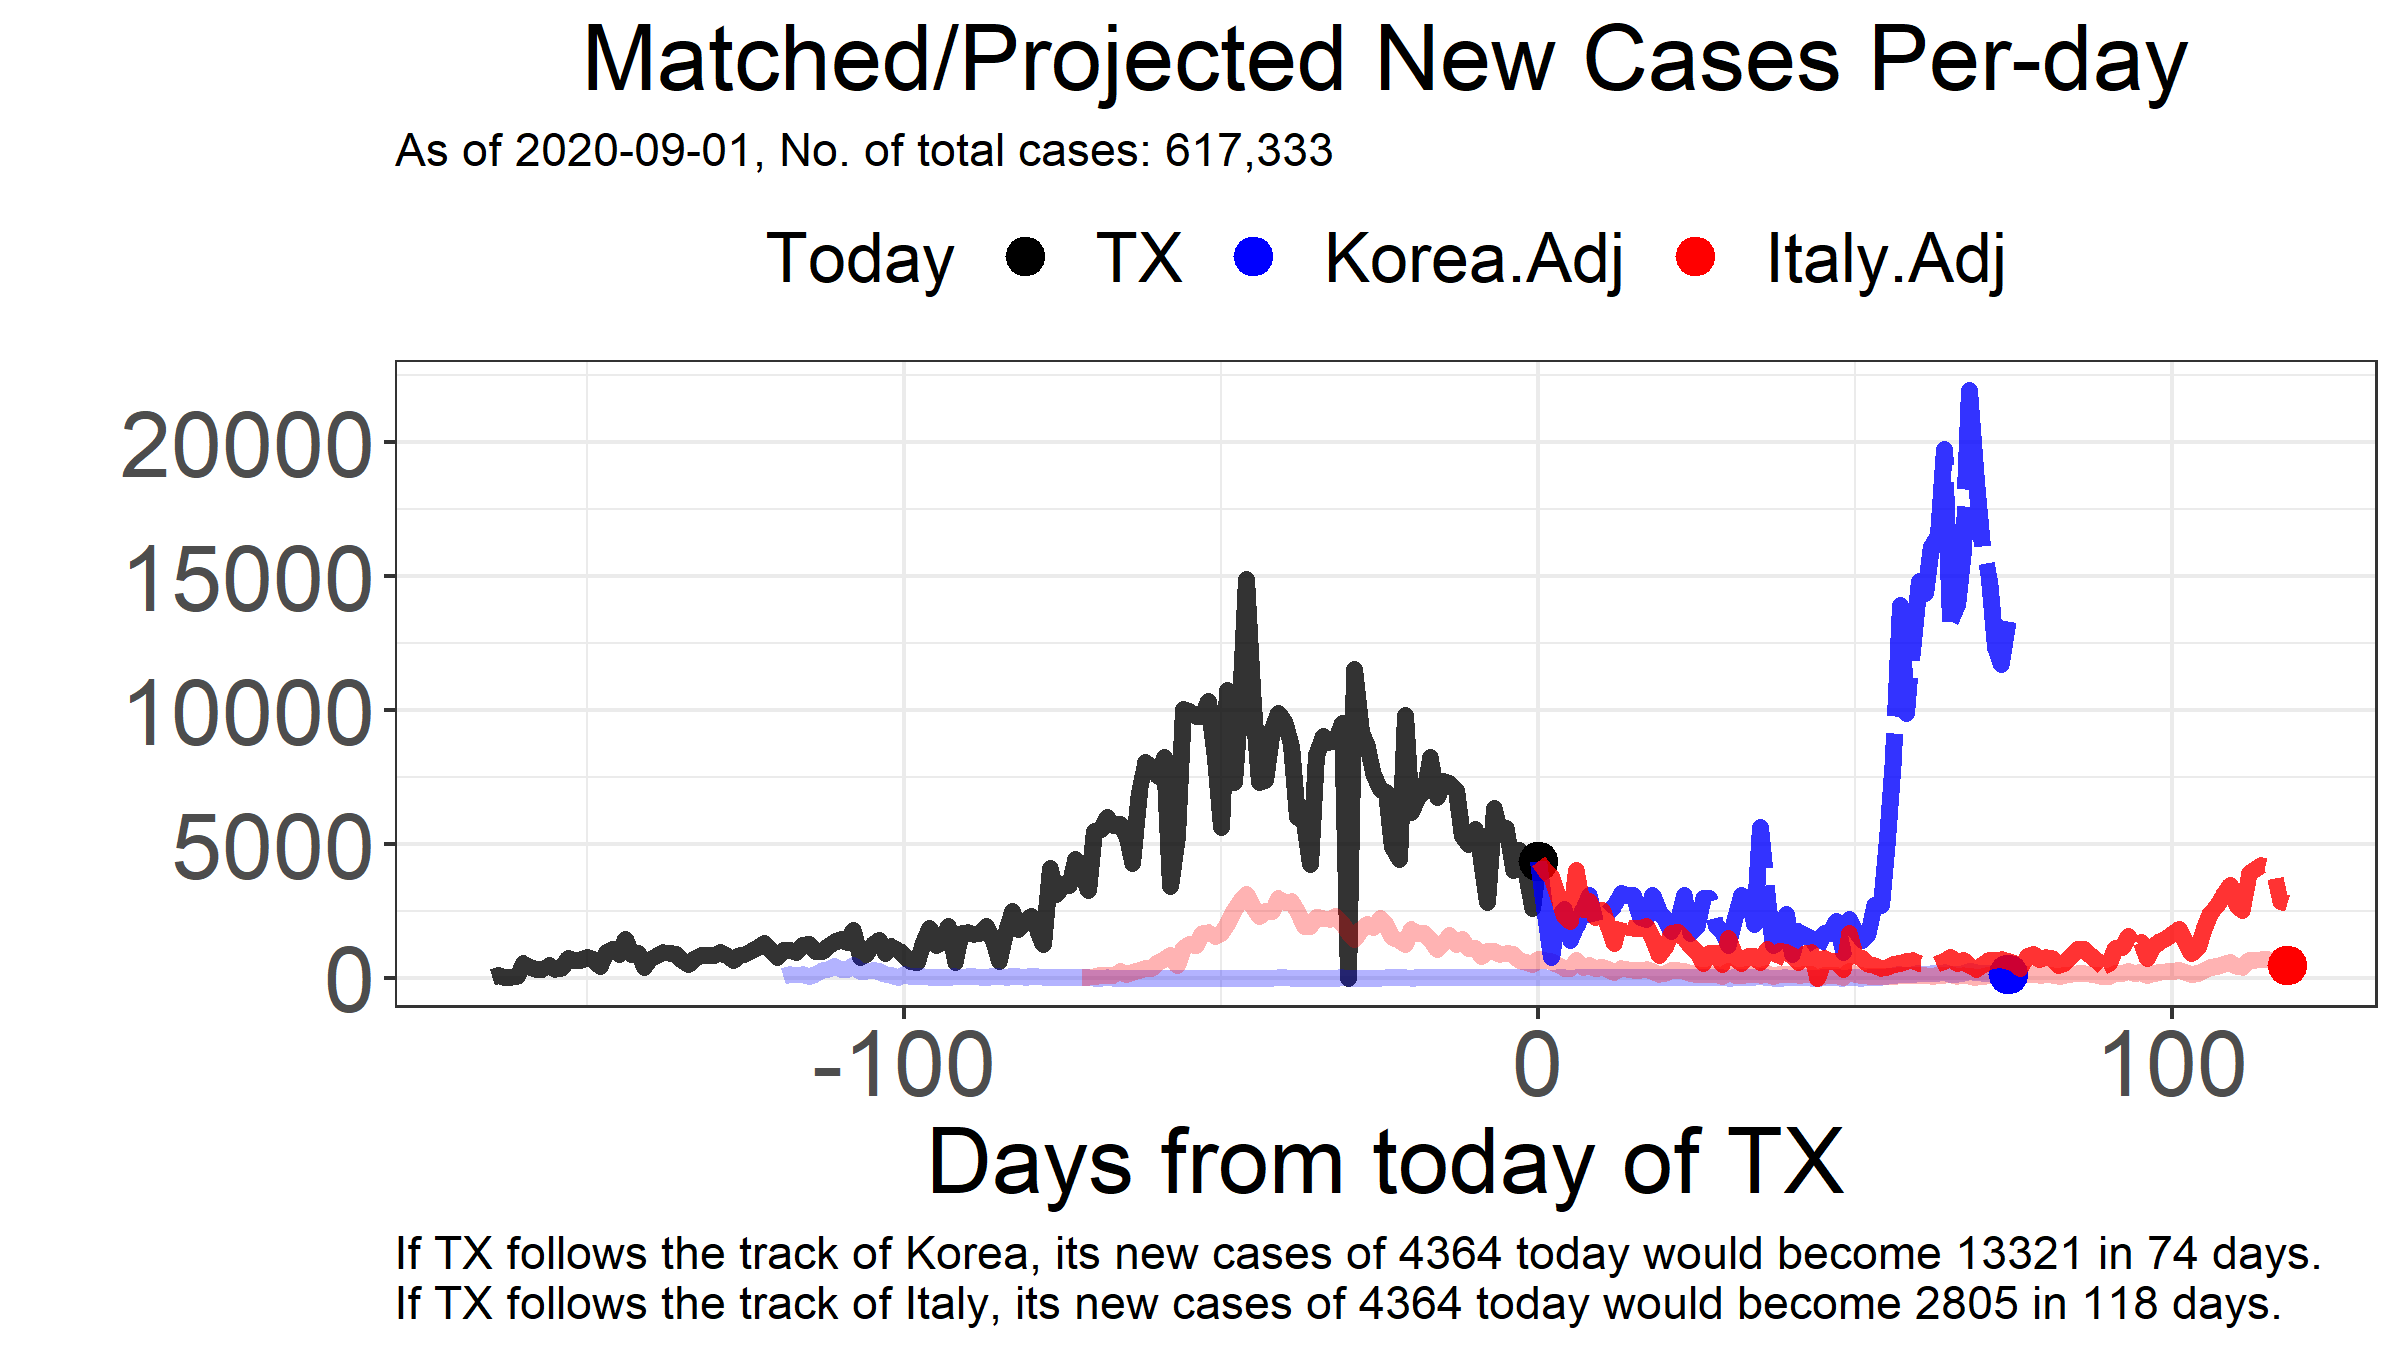 Matched/Projected New Cases Per-day
As of 2020-09-01, No. of total cases: 617,333
Today TX Korea.Adj Italy.Adj
20000
15000
10000
5000
0
-100 0 100
Days from today of TX
If TX follows the track of Korea, its new cases of 4364 today would become 13321 in 74 days.
If TX follows the track of Italy, its new cases of 4364 today would become 2805 in 118 days.